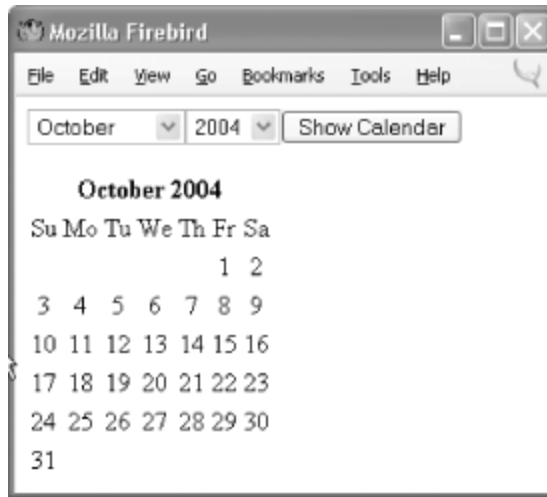 Mozilla Firebird
File Edit View Go Bookmarks Tools Help
October 2004 Show Calendar
October 2004
Su Mo Tu We Th Fr Sa
1 2
3 4 5 6 7 8 9
10 11 12 13 14 15 16
17 18 19 20 21 22 23
24 25 26 27 28 29 30
31